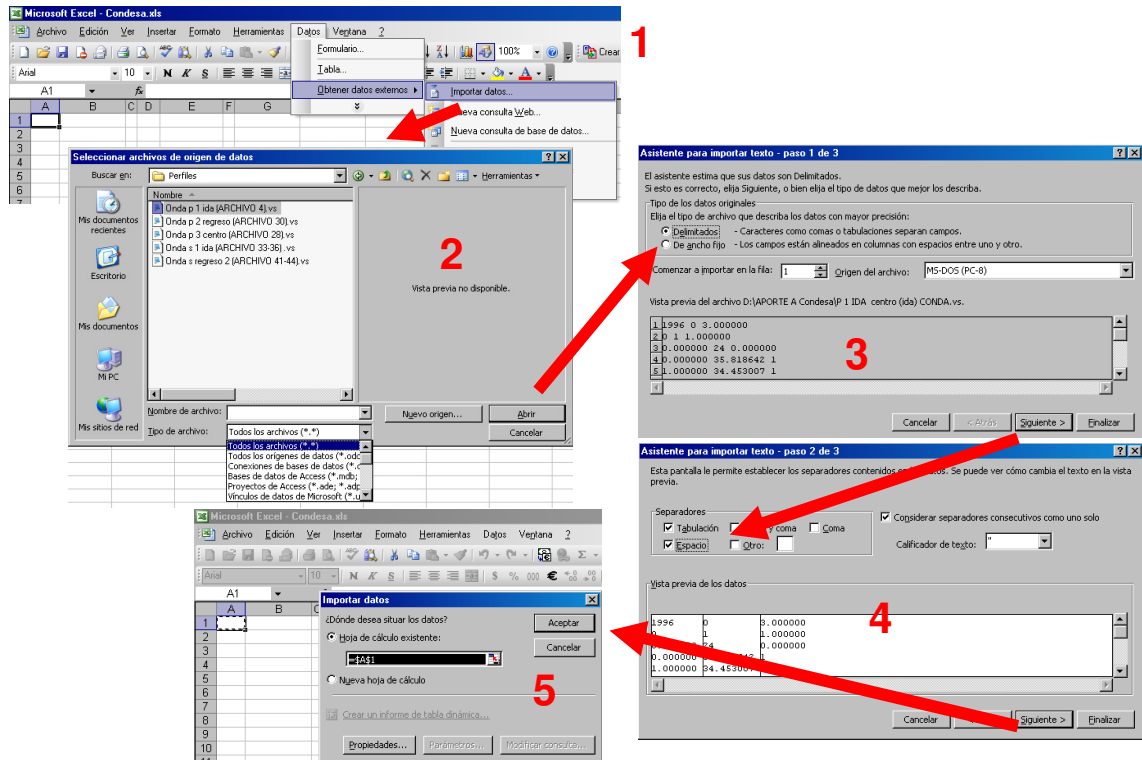 Microsoft Excel - Condesa.xls
Archivo Edición Ver Insertar Formato Herramientas Datos Ventana ?
100% Crear
Arial 10 N K S
A1 fx
A B C D E F G
1
2
3
4
5
6
7
Formulario...
Tabla...
Obtener datos externos
Importar datos...
ueva consulta Web...
Nueva consulta de base de datos...
1
Seleccionar archivos de origen de datos
Buscar en: Perfiles Herramientas
Nombre
Onda p 1 ida (ARCHIVO 4).vs
Onda p 2 regreso (ARCHIVO 30).vs
Onda p 3 centro (ARCHIVO 28).vs
Onda s 1 ida (ARCHIVO 33-36) .vs
Onda s regreso 2 (ARCHIVO 41-44).vs
Mis documentos recientes
Escritorio
Mis documentos
Mi PC
Mis sitios de red
2
Vista previa no disponible.
Nombre de archivo: Nuevo origen... Abrir
Tipo de archivo: Todos los archivos (*.*) Cancelar
Todos los archivos (*.*)
Todos los orígenes de datos (*.odc
Conexiones de bases de datos (*.c
Bases de datos de Access (*.mdb;
Proyectos de Access (*.ade; *.adp
Vínculos de datos de Microsoft (*.u
Asistente para importar texto - paso 1 de 3
El asistente estima que sus datos son Delimitados.
Si esto es correcto, elija Siguiente, o bien elija el tipo de datos que mejor los describa.
Tipo de los datos originales
Elija el tipo de archivo que describa los datos con mayor precisión:
Delimitados - Caracteres como comas o tabulaciones separan campos.
De ancho fijo - Los campos están alineados en columnas con espacios entre uno y otro.
Comenzar a importar en la fila: 1 Origen del archivo: MS-DOS (PC-8)
Vista previa del archivo D:\APORTE A Condesa\P 1 IDA centro (ida) CONDA.vs.
1 1996 0 3.000000
2 0 1 1.000000
3 0.000000 24 0.000000
4 0.000000 35.818642 1
5 1.000000 34.453007 1
3
Cancelar < Atrás Siguiente > Finalizar
Asistente para importar texto - paso 2 de 3
Esta pantalla le permite establecer los separadores contenidos en los datos. Se puede ver cómo cambia el texto en la vista
previa.
Separadores
Tabulación y coma Coma
Espacio Otro:
Considerar separadores consecutivos como uno solo
Calificador de texto: "
Vista previa de los datos
1996 0 3.000000
0 1 1.000000
24 0.000000
0.000000 1
1.000000 34.453007
4
Cancelar Siguiente > Finalizar
Microsoft Excel - Condesa.xls
Archivo Edición Ver Insertar Formato Herramientas Datos Ventana ?
Arial 10 N K S $ % 000 €
A1
A B C
1
2
3
4
5
6
7
8
9
10
11
Importar datos
¿Dónde desea situar los datos? Aceptar
Hoja de cálculo existente: Cancelar
=$A$1
Nueva hoja de cálculo
5
Crear un informe de tabla dinámica...
Propiedades... Parámetros... Modificar consulta...